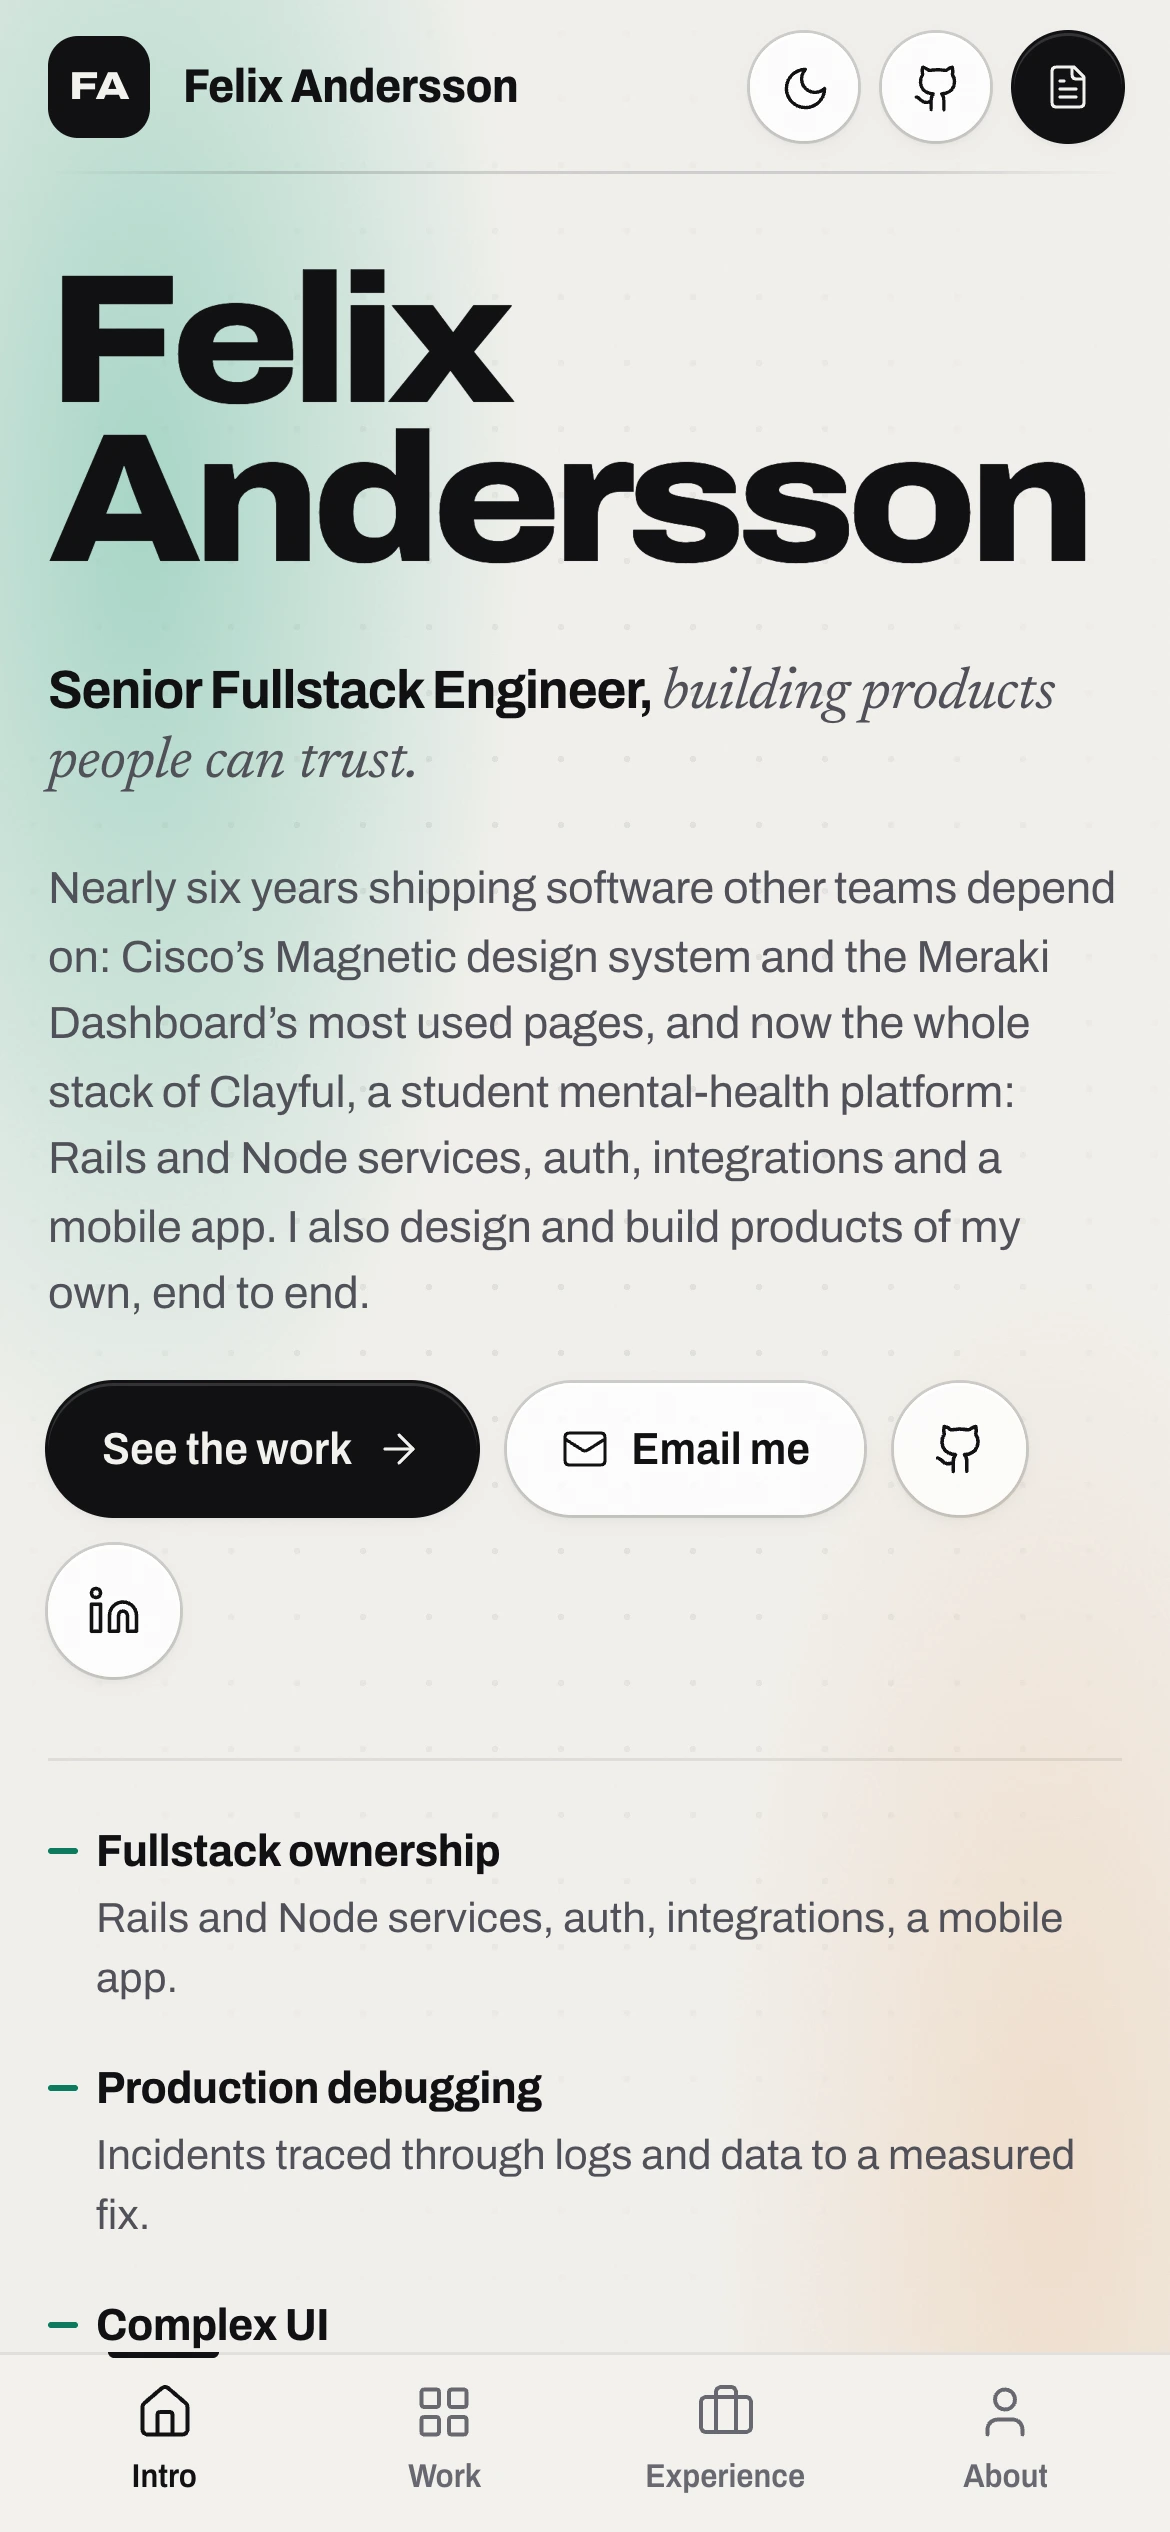 FA
Felix Andersson
Felix
Andersson
Senior Fullstack Engineer, building products
people can trust.
Nearly six years shipping software other teams depend
on: Cisco’s Magnetic design system and the Meraki
Dashboard’s most used pages, and now the whole
stack of Clayful, a student mental-health platform:
Rails and Node services, auth, integrations and a
mobile app. I also design and build products of my
own, end to end.
See the work
Email me
in
Fullstack ownership
Rails and Node services, auth, integrations, a mobile
app.
Production debugging
Incidents traced through logs and data to a measured
fix.
Complex UI
Intro
Work
Experience
About